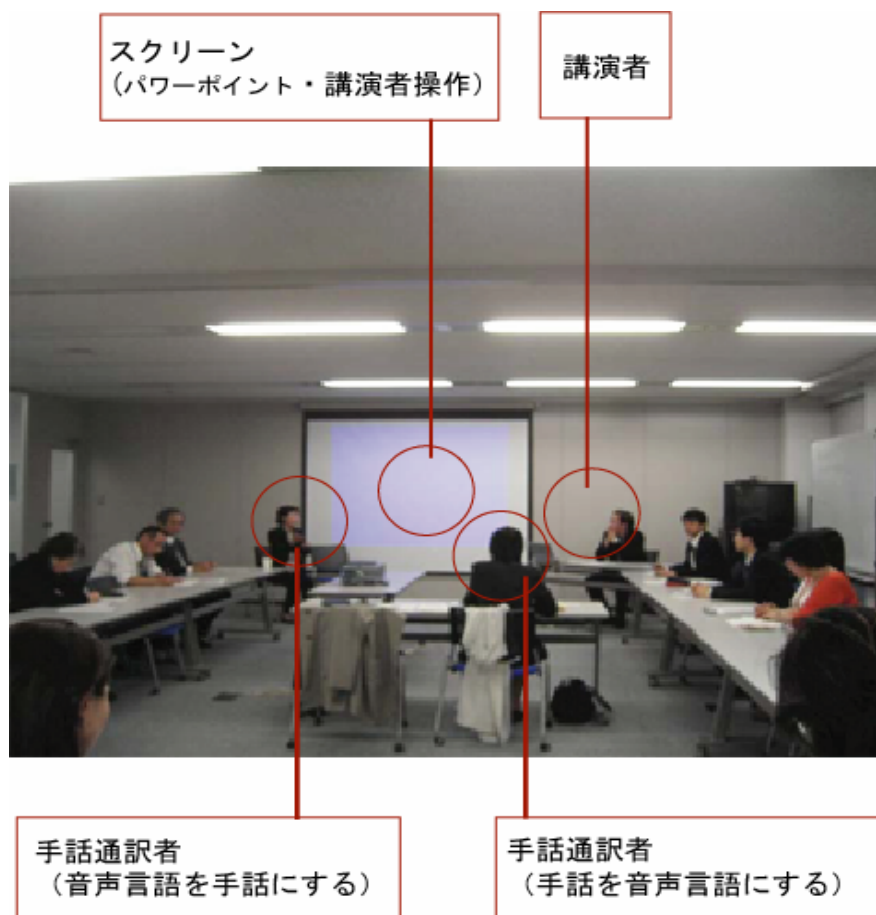 スクリーン
（パワーポイント・講演者操作）
講演者
手話通訳者
（音声言語を手話にする）
手話通訳者
（手話を音声言語にする）